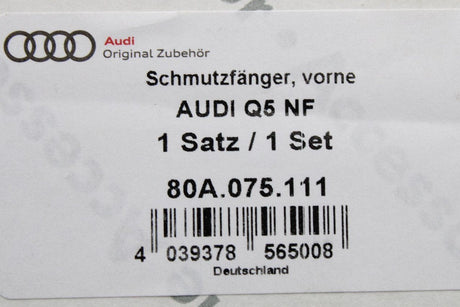 Audi
Original Zubehör
Schmutzfänger, vorne
AUDI Q5 NF
1 Satz / 1 Set
80A.075.111
4 039378 565008
Deutschland